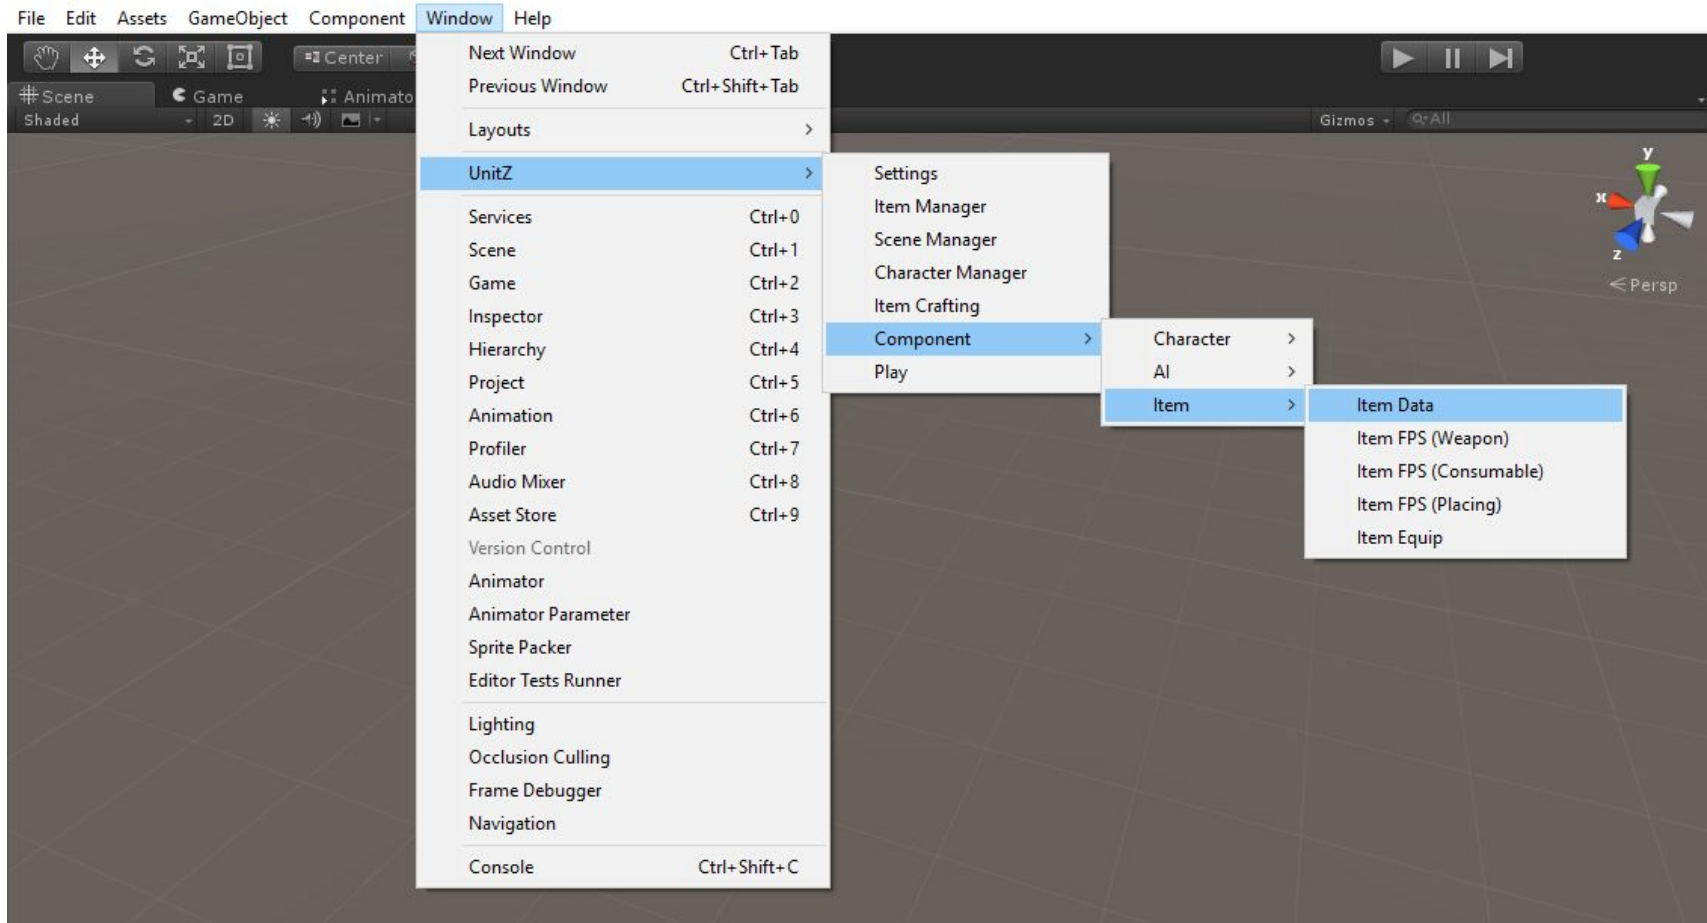 File Edit Assets GameObject Component Window Help
Center
Scene Game Animato
Shaded 2D Gizmos All
Next Window Ctrl+Tab
Previous Window Ctrl+Shift+Tab
Layouts
UnitZ
Services Ctrl+0
Scene Ctrl+1
Game Ctrl+2
Inspector Ctrl+3
Hierarchy Ctrl+4
Project Ctrl+5
Animation Ctrl+6
Profiler Ctrl+7
Audio Mixer Ctrl+8
Asset Store Ctrl+9
Version Control
Animator
Animator Parameter
Sprite Packer
Editor Tests Runner
Lighting
Occlusion Culling
Frame Debugger
Navigation
Console Ctrl+Shift+C
Settings
Item Manager
Scene Manager
Character Manager
Item Crafting
Component
Play
Character
AI
Item
Item Data
Item FPS (Weapon)
Item FPS (Consumable)
Item FPS (Placing)
Item Equip
y
x
z
Persp